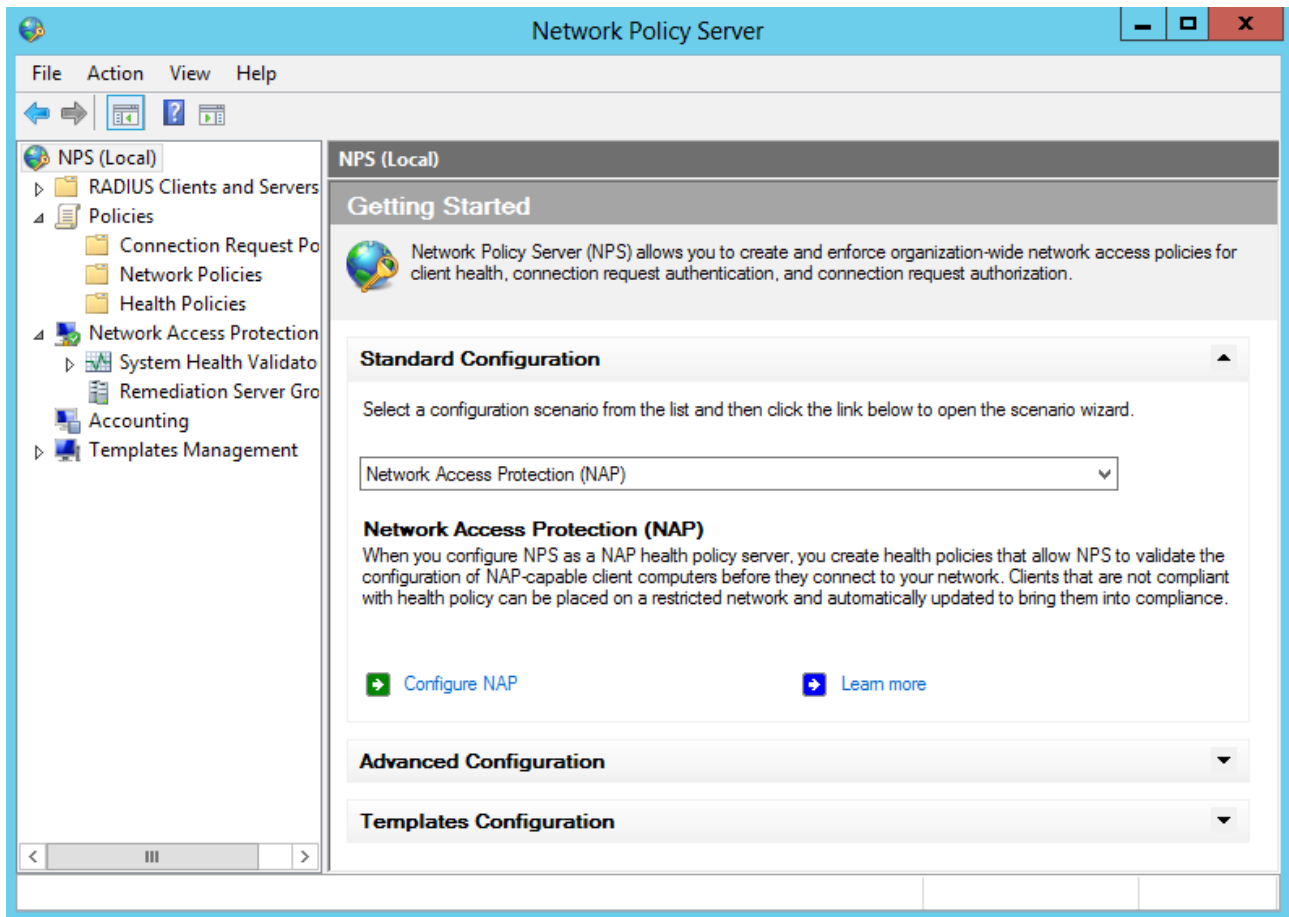 Network Policy Server
File Action View Help
NPS (Local)
RADIUS Clients and Servers
Policies
Connection Request Po
Network Policies
Health Policies
Network Access Protection
System Health Validato
Remediation Server Gro
Accounting
Templates Management
NPS (Local)
Getting Started
Network Policy Server (NPS) allows you to create and enforce organization-wide network access policies for
client health, connection request authentication, and connection request authorization.
Standard Configuration
Select a configuration scenario from the list and then click the link below to open the scenario wizard.
Network Access Protection (NAP)
Network Access Protection (NAP)
When you configure NPS as a NAP health policy server, you create health policies that allow NPS to validate the
configuration of NAP-capable client computers before they connect to your network. Clients that are not compliant
with health policy can be placed on a restricted network and automatically updated to bring them into compliance.
Configure NAP
Learn more
Advanced Configuration
Templates Configuration